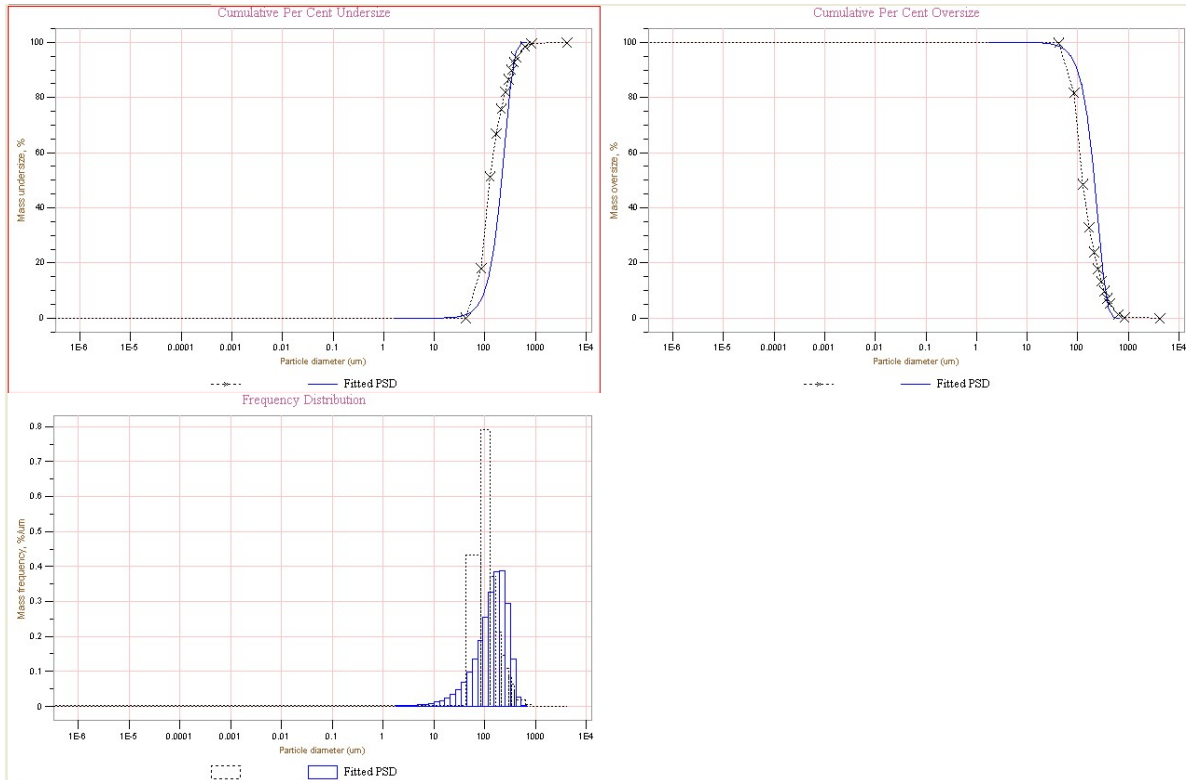 Cumulative Per Cent Undersize
100
80
60
40
20
0
Mass undersize, %
1E-6 1E-5 0.0001 0.001 0.01 0.1 1 10 100 1000 1E4
Particle diameter (um)
Fitted PSD
Cumulative Per Cent Oversize
100
80
60
40
20
0
Mass oversize, %
1E-6 1E-5 0.0001 0.001 0.01 0.1 1 10 100 1000 1E4
Particle diameter (um)
Fitted PSD
Frequency Distribution
0.8
0.7
0.6
0.5
0.4
0.3
0.2
0.1
0
Mass frequency, %/um
1E-6 1E-5 0.0001 0.001 0.01 0.1 1 10 100 1000 1E4
Particle diameter (um)
Fitted PSD